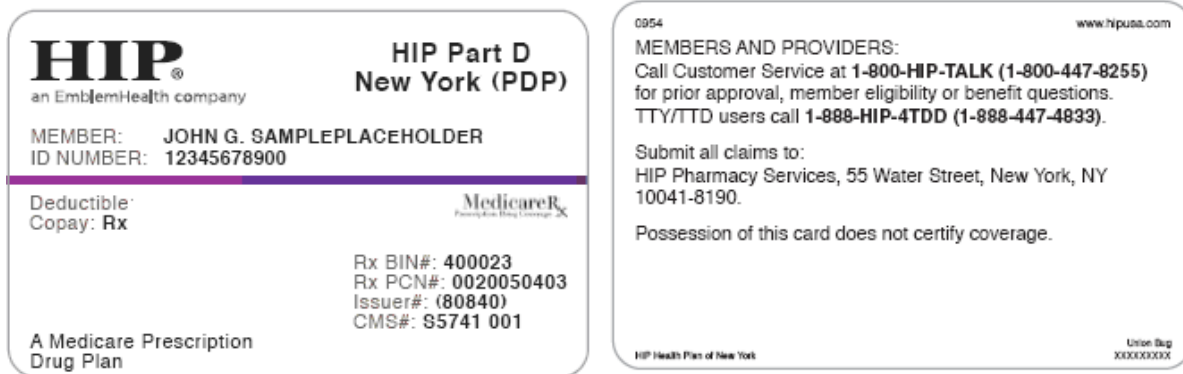 HIP®
an EmblemHealth company
HIP Part D
New York (PDP)
MEMBER: JOHN G. SAMPLEPLACEHOLDER
ID NUMBER: 12345678900
Deductible:
Copay: Rx
MedicareRx
Prescription Drug Coverage
Rx BIN#: 400023
Rx PCN#: 0020050403
Issuer#: (80840)
CMS#: S5741 001
A Medicare Prescription
Drug Plan
0954
www.hipusa.com
MEMBERS AND PROVIDERS:
Call Customer Service at 1-800-HIP-TALK (1-800-447-8255)
for prior approval, member eligibility or benefit questions.
TTY/TTD users call 1-888-HIP-4TDD (1-888-447-4833).
Submit all claims to:
HIP Pharmacy Services, 55 Water Street, New York, NY
10041-8190.
Possession of this card does not certify coverage.
HIP Health Plan of New York
Union Bug
XXXXXXXXX